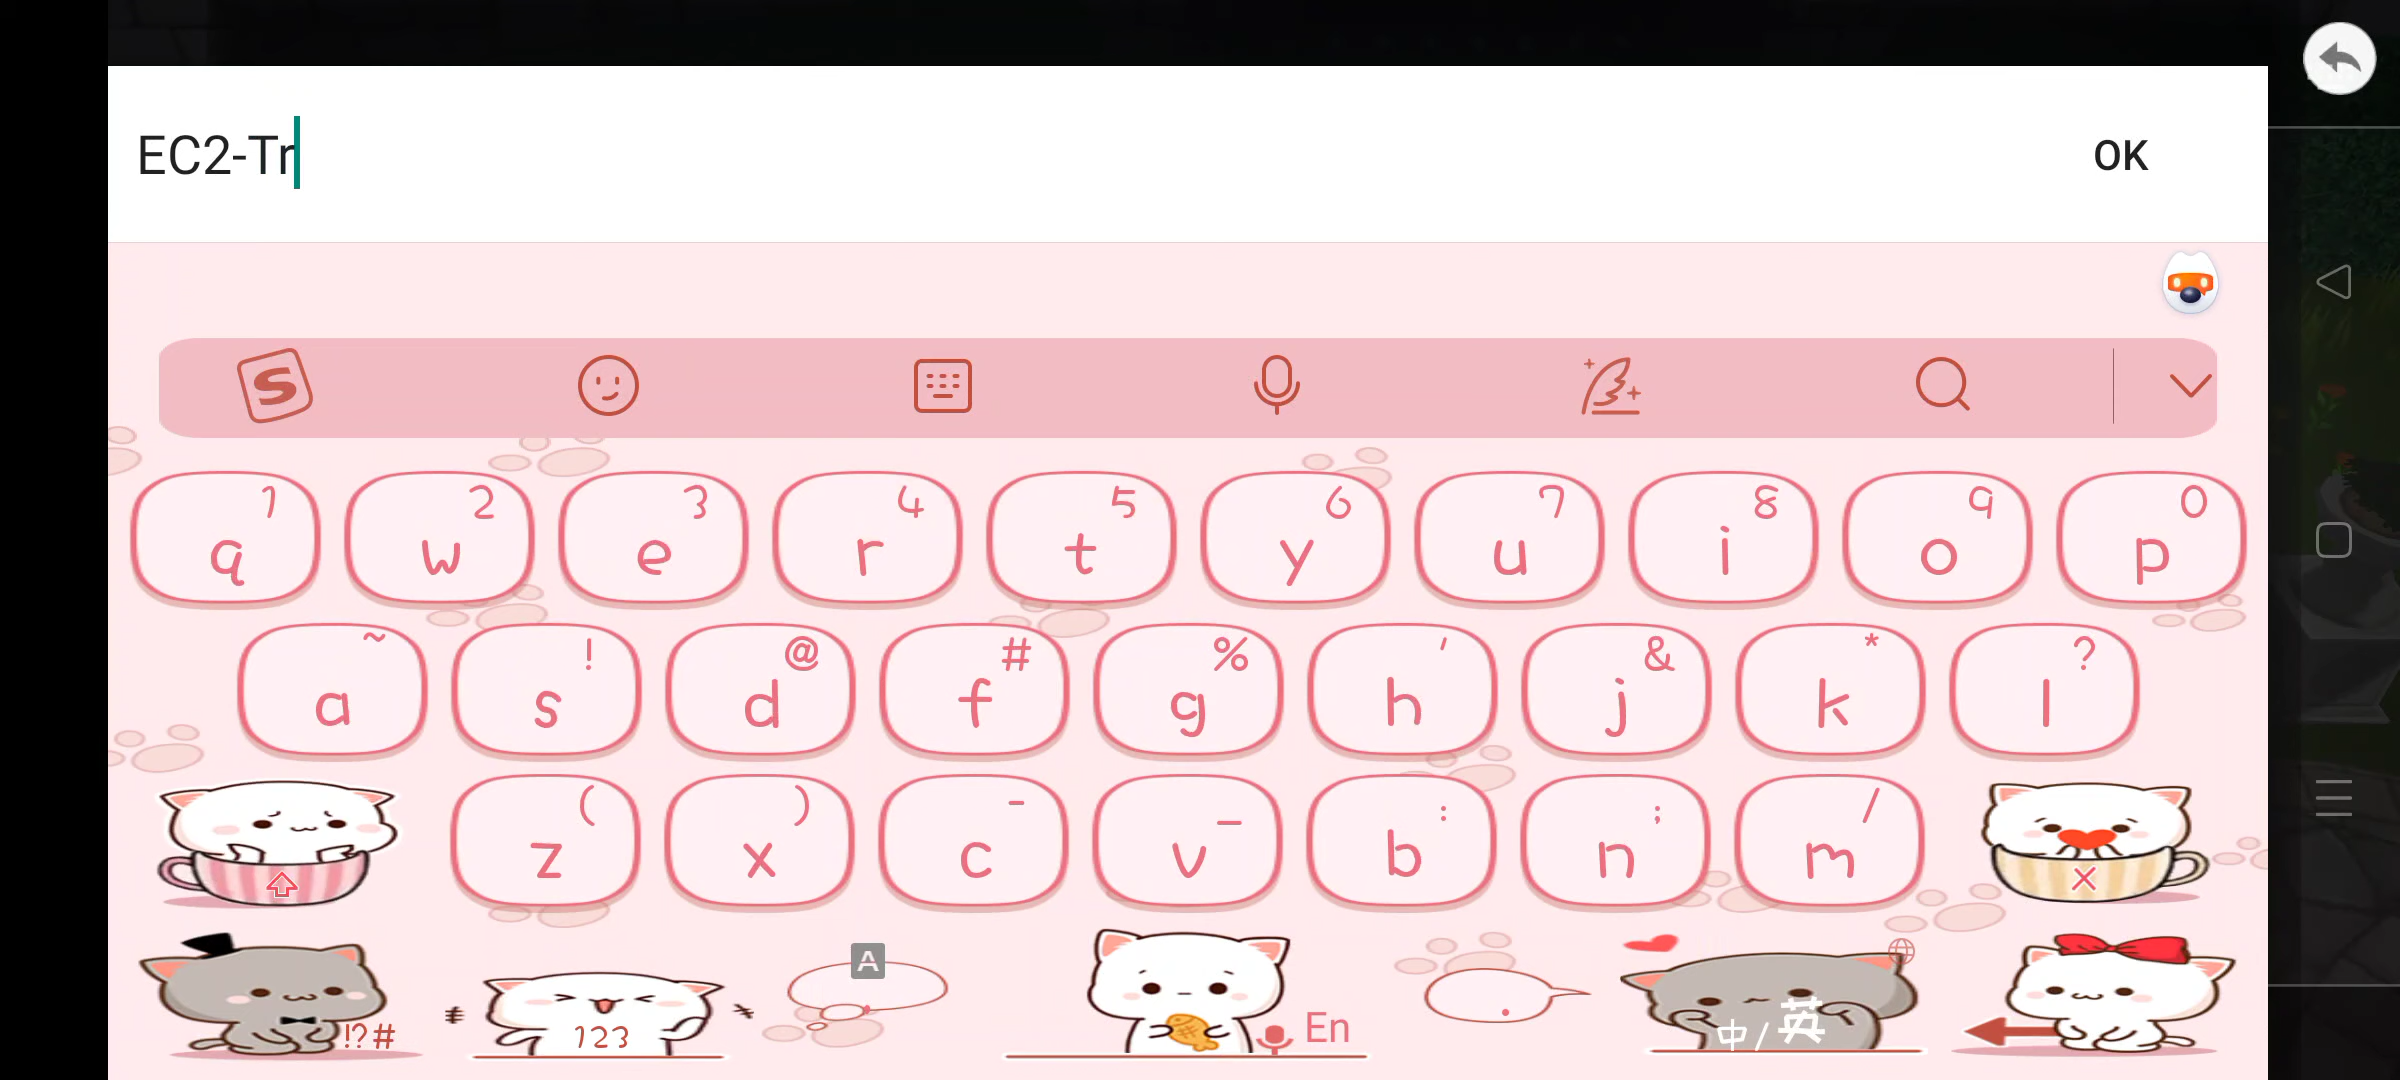 EC2-Tr
OK
S
1 2 3 4 5 6 7 8 9 0
q w e r t y u i o p
~ ! @ # % ' & * ?
a s d f g h j k l
( ) - _ : ; /
z x c v b n m
A
!?# 123 , En . 中/英